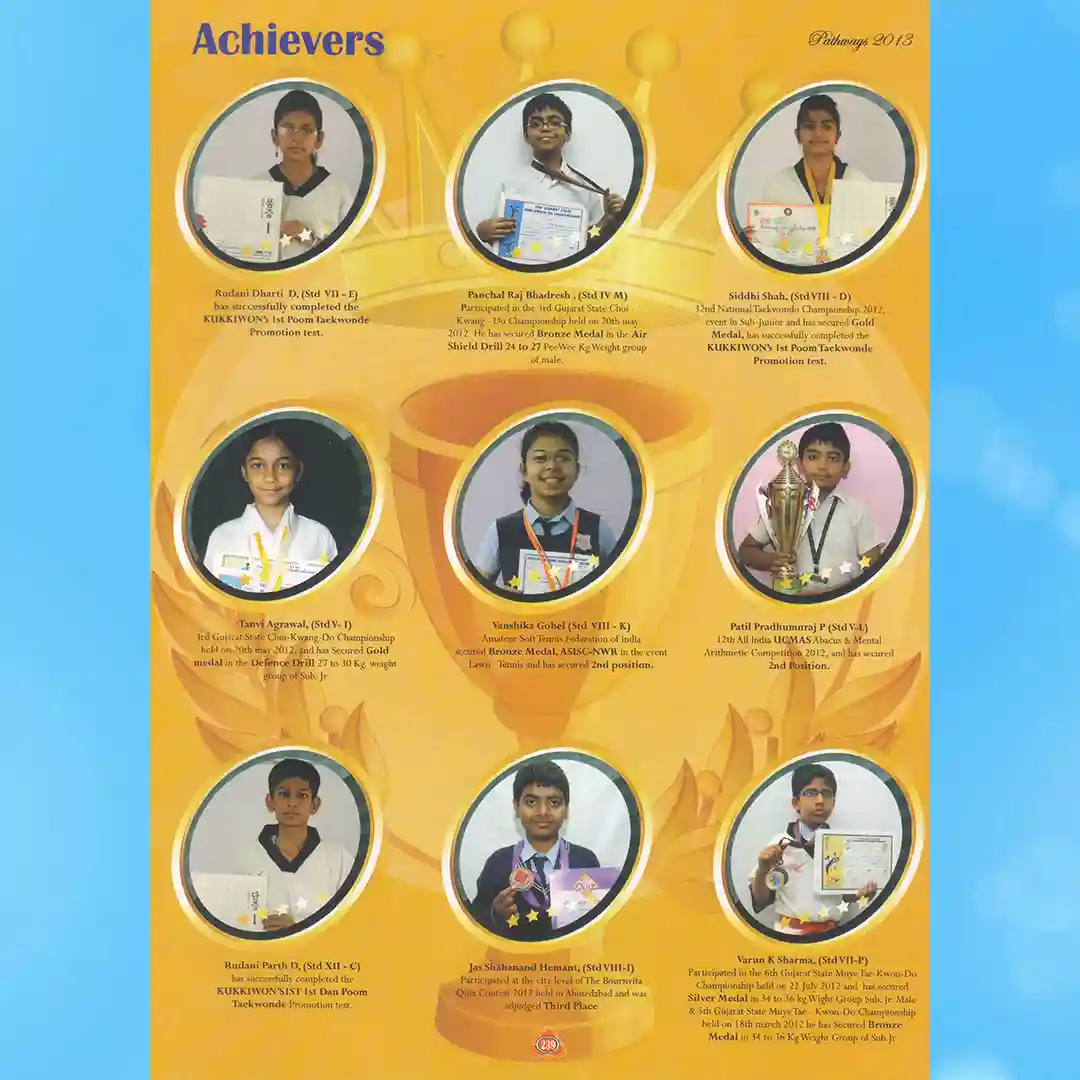 Achievers
Pathways 2013
Rudani Dharti D, (Std VII - E)
has successfully completed the
KUKKIWON's 1st Poom Taekwonde
Promotion test.
Panchal Raj Bhadresh , (Std IV M)
Participated in the 3rd Gujarat State Choi -
Kwang - Do Championship held on 20th may
2012. He has secured Bronze Medal in the Air
Shield Drill 24 to 27 PeeWee Kg Weight group
of male.
Siddhi Shah, (Std VIII - D)
32nd National Taekwondo Champsonship 2012,
event In Sub-Junior and has secured Gold
Medal, has successfully completed the
KUKKIWON's 1st Poom Taekwonde
Promotion test.
Tanvi Agrawal, (Std V- I)
3rd Gujarat State Choi-Kwang-Do Championship
held on 20th may 2012, and has Secured Gold
medal in the Defence Drill 27 to 30 Kg. weight
group of Sub. Jr
Vanshika Gohel (Std VIII - K)
Amateur Soft Tennis Federation of India
secured Bronze Medal, ASISC-NWR in the event
Lawn - Tennis and has secured 2nd position.
Patil Pradhumnraj P (Std V-L)
12th All India UCMAS Abacus & Mental
Arithmetic Competition 2012, and has secured
2nd Position.
Rudani Parth D, (Std XII - C)
has successfully completed the
KUKKIWON'SIST 1st Dan Poom
Taekwonde Promotion test.
Jas Shahanand Hemant, (Std VIII-I)
Participated at the city level of The Bournvita
Quiz Contest 2012 held in Ahmedabad and was
adjudged Third Place
Varun K Sharma, (Std VII-P)
Participated in the 6th Gujarat State Muye Tae-Kwon-Do
Championship held on 22 July 2012 and has secured
Silver Medal in 34 to 36 kg Wight Group Sub. Jr. Male
& 5th Gujarat State Muye Tae - Kwon-Do Championship
held on 18th march 2012 he has Secured Bronze
Medal in 34 to 36 Kg Weight Group of Sub.Jr
239